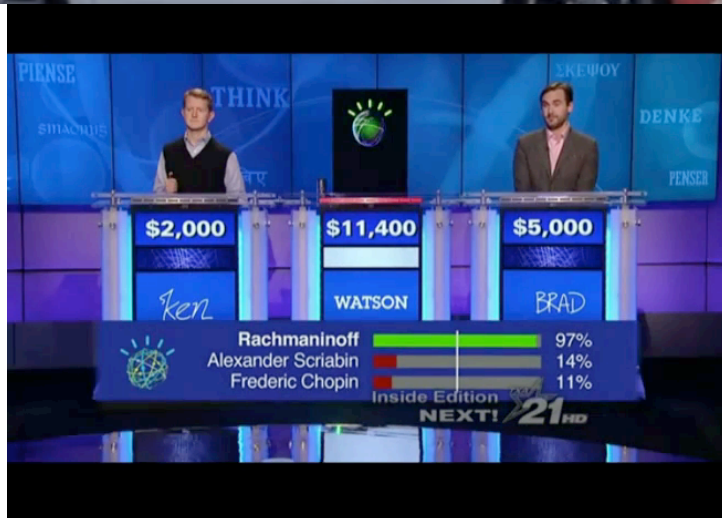 PIENSE
THINK
ΣΚΕΨΟΥ
DENKE
PENSER
$2,000
$11,400
$5,000
Ken
WATSON
BRAD
Rachmaninoff 97%
Alexander Scriabin 14%
Frederic Chopin 11%
Inside Edition
NEXT!
21 HD